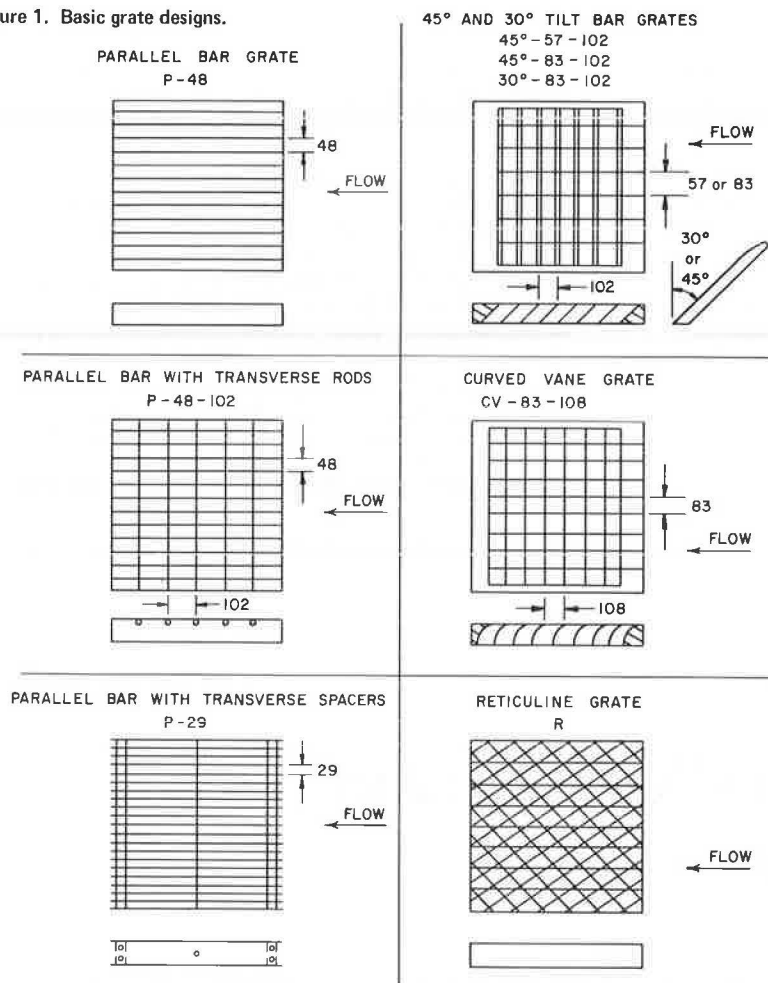 ure 1. Basic grate designs.
PARALLEL BAR GRATE
P-48
48
FLOW
45° AND 30° TILT BAR GRATES
45°-57-102
45°-83-102
30°-83-102
FLOW
57 or 83
30°
or
45°
102
PARALLEL BAR WITH TRANSVERSE RODS
P-48-102
48
FLOW
102
CURVED VANE GRATE
CV-83-108
83
FLOW
108
PARALLEL BAR WITH TRANSVERSE SPACERS
P-29
29
FLOW
RETICULINE GRATE
R
FLOW